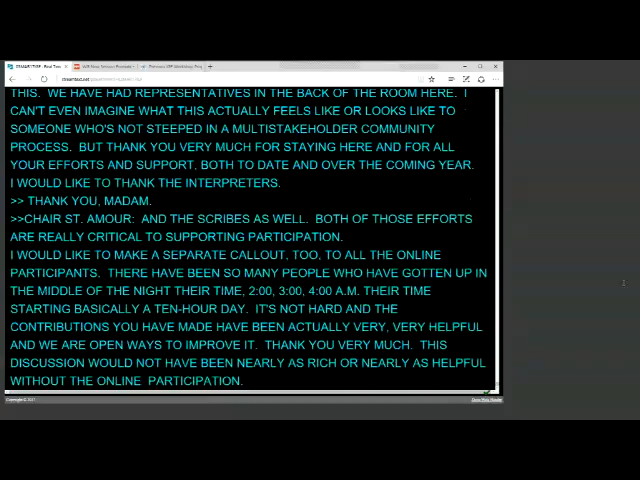 streamtext.net
THIS. WE HAVE HAD REPRESENTATIVES IN THE BACK OF THE ROOM HERE. I
CAN'T EVEN IMAGINE WHAT THIS ACTUALLY FEELS LIKE OR LOOKS LIKE TO
SOMEONE WHO'S NOT STEEPED IN A MULTISTAKEHOLDER COMMUNITY
PROCESS. BUT THANK YOU VERY MUCH FOR STAYING HERE AND FOR ALL
YOUR EFFORTS AND SUPPORT, BOTH TO DATE AND OVER THE COMING YEAR.
I WOULD LIKE TO THANK THE INTERPRETERS.
>> THANK YOU, MADAM.
>>CHAIR ST. AMOUR: AND THE SCRIBES AS WELL. BOTH OF THOSE EFFORTS
ARE REALLY CRITICAL TO SUPPORTING PARTICIPATION.
I WOULD LIKE TO MAKE A SEPARATE CALLOUT, TOO, TO ALL THE ONLINE
PARTICIPANTS. THERE HAVE BEEN SO MANY PEOPLE WHO HAVE GOTTEN UP IN
THE MIDDLE OF THE NIGHT THEIR TIME, 2:00, 3:00, 4:00 A.M. THEIR TIME
STARTING BASICALLY A TEN-HOUR DAY. IT'S NOT HARD AND THE
CONTRIBUTIONS YOU HAVE MADE HAVE BEEN ACTUALLY VERY, VERY HELPFUL
AND WE ARE OPEN WAYS TO IMPROVE IT. THANK YOU VERY MUCH. THIS
DISCUSSION WOULD NOT HAVE BEEN NEARLY AS RICH OR NEARLY AS HELPFUL
WITHOUT THE ONLINE PARTICIPATION.